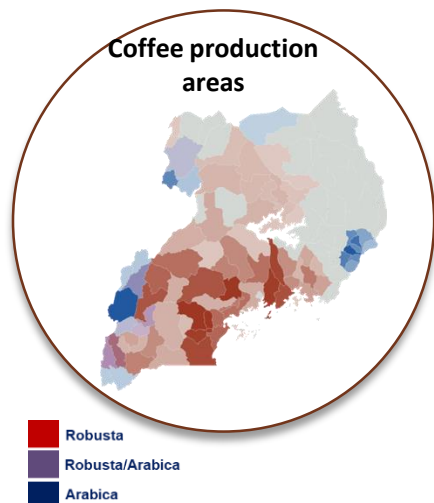 Coffee production
areas
Robusta
Robusta/Arabica
Arabica